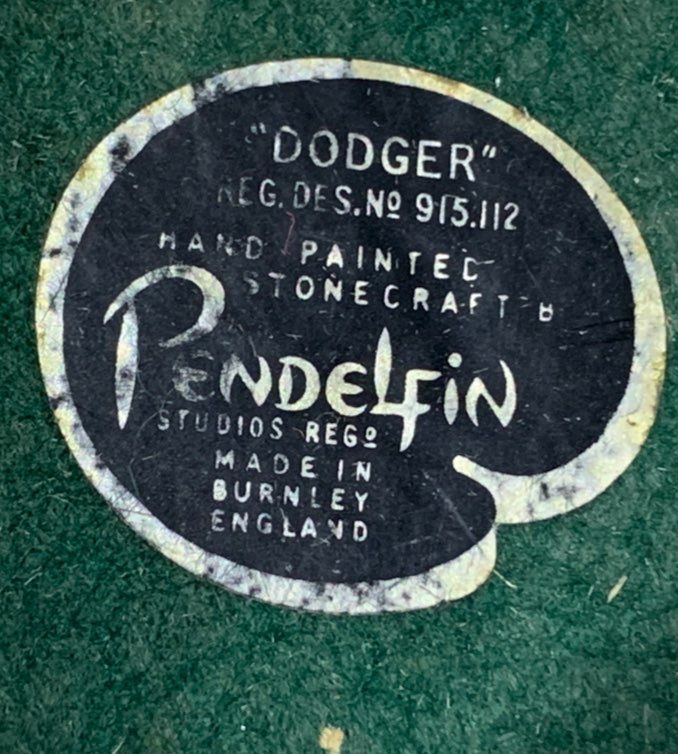 "DODGER"
REG. DES. Nº 915.112
HAND PAINTED
STONECRAFT B
PENDELFIN
STUDIOS REGº
MADE IN
BURNLEY
ENGLAND